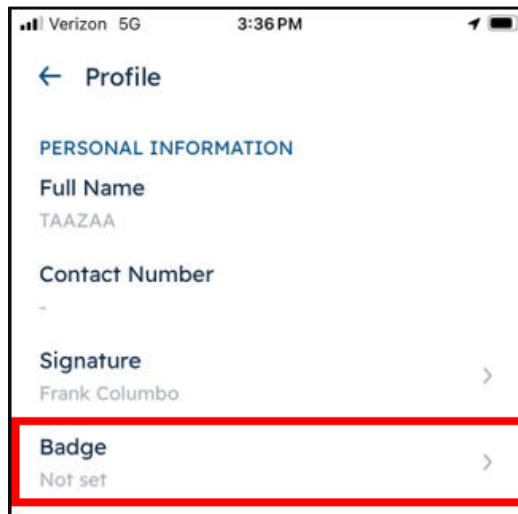 Verizon 5G 3:36 PM
Profile
PERSONAL INFORMATION
Full Name
TAAZAA
Contact Number
-
Signature
Frank Columbo
Badge
Not set